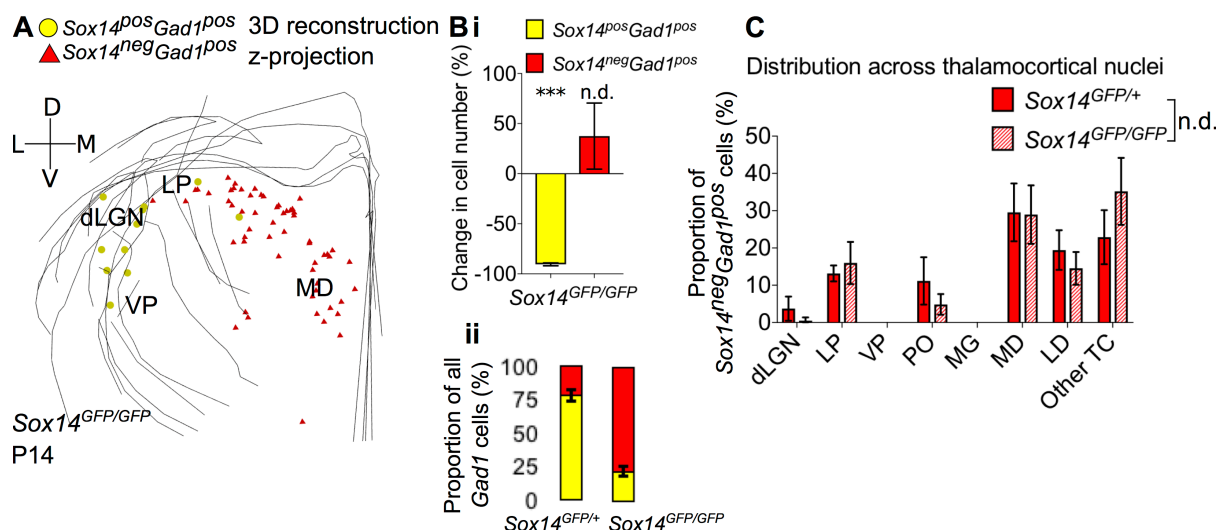 A
Sox14posGad1pos 3D reconstruction
Sox14negGad1pos z-projection
D
L M
V
LP
dLGN
VP
MD
Sox14GFP/GFP
P14
B i
Sox14posGad1pos
Sox14negGad1pos
Change in cell number (%)
100
50
0
-50
-100
*** n.d.
Sox14GFP/GFP
ii
Proportion of all
Gad1 cells (%)
100
75
50
25
0
Sox14GFP/+ Sox14GFP/GFP
C
Distribution across thalamocortical nuclei
Sox14GFP/+
Sox14GFP/GFP
n.d.
Proportion of
Sox14negGad1pos cells (%)
50
40
30
20
10
0
dLGN LP VP PO MG MD LD Other TC